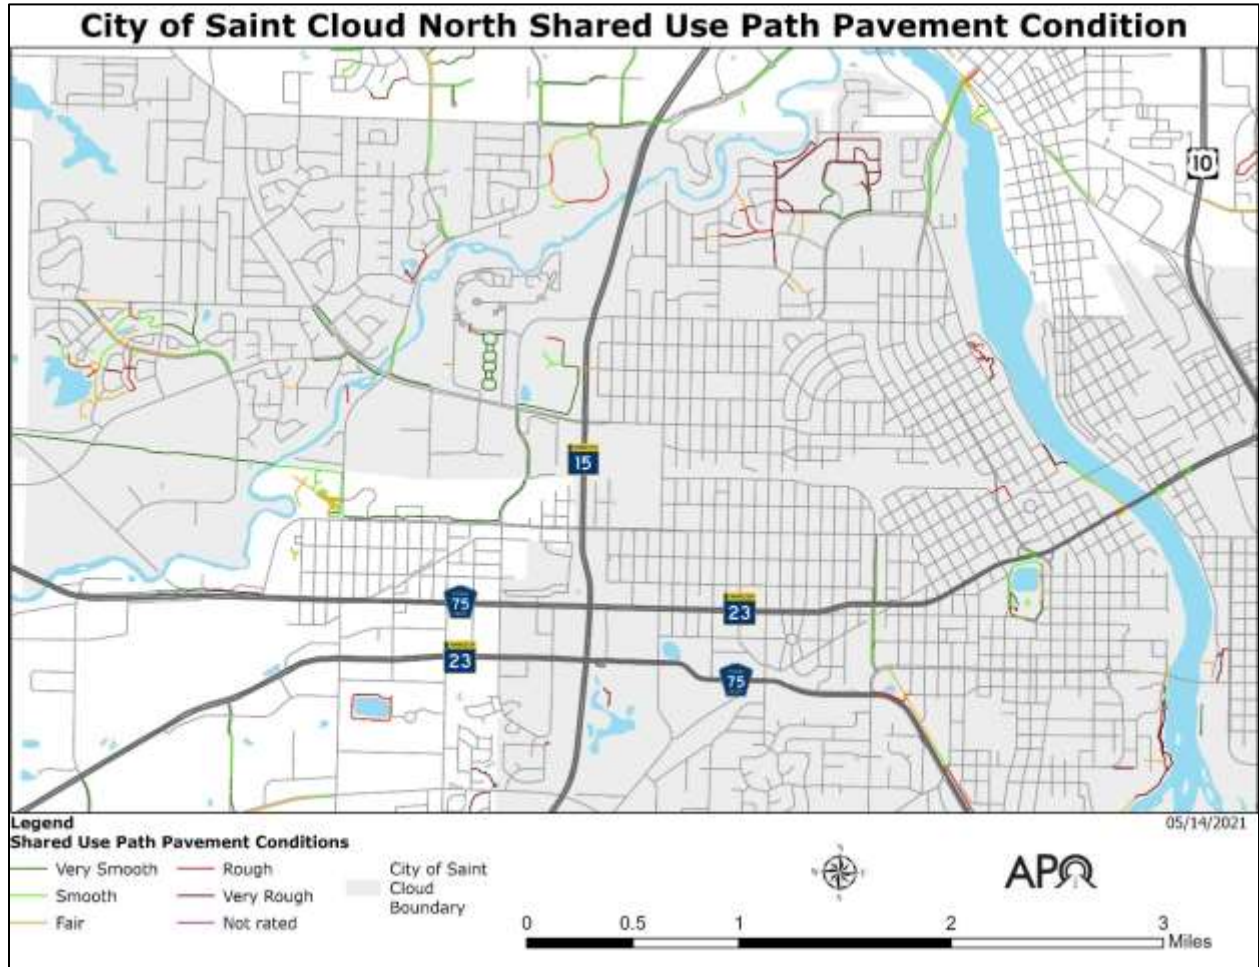 City of Saint Cloud North Shared Use Path Pavement Condition
10
15
75
23
23
75
Legend
05/14/2021
Shared Use Path Pavement Conditions
Very Smooth
Smooth
Fair
Rough
Very Rough
Not rated
City of Saint
Cloud
Boundary
N
APO
0 0.5 1 2 3
Miles